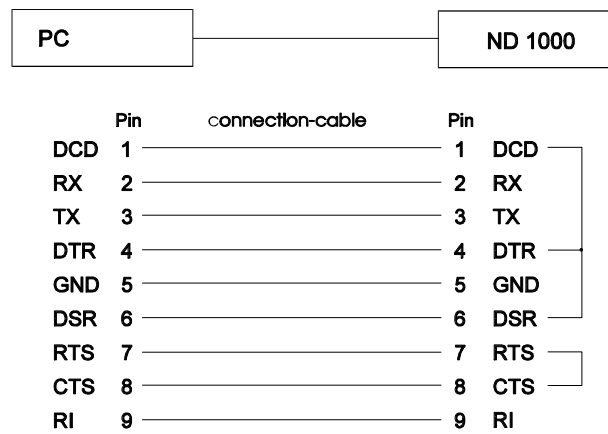 PC ND 1000
Pin connection-cable Pin
DCD 1 1 DCD
RX 2 2 RX
TX 3 3 TX
DTR 4 4 DTR
GND 5 5 GND
DSR 6 6 DSR
RTS 7 7 RTS
CTS 8 8 CTS
RI 9 9 RI